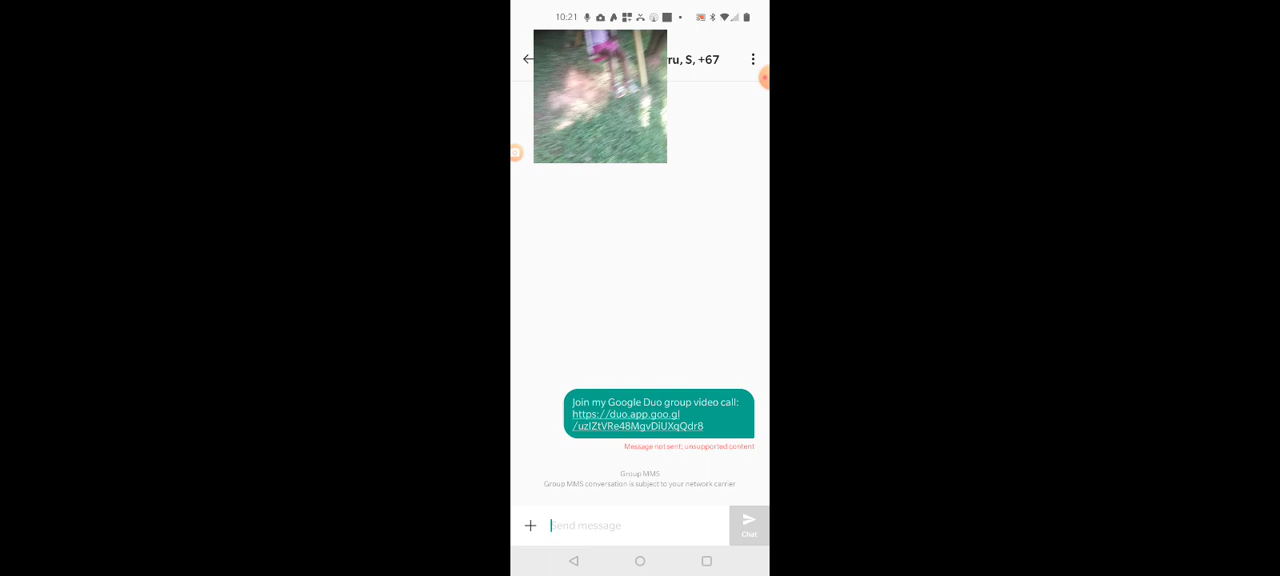 10:21
ru, S, +67
Join my Google Duo group video call:
https://duo.app.goo.gl
/uzlZtVRe48MgvDiUXqQdr8
Message not sent: unsupported content
Group MMS
Group MMS conversation is subject to your network carrier
Send message
Chat